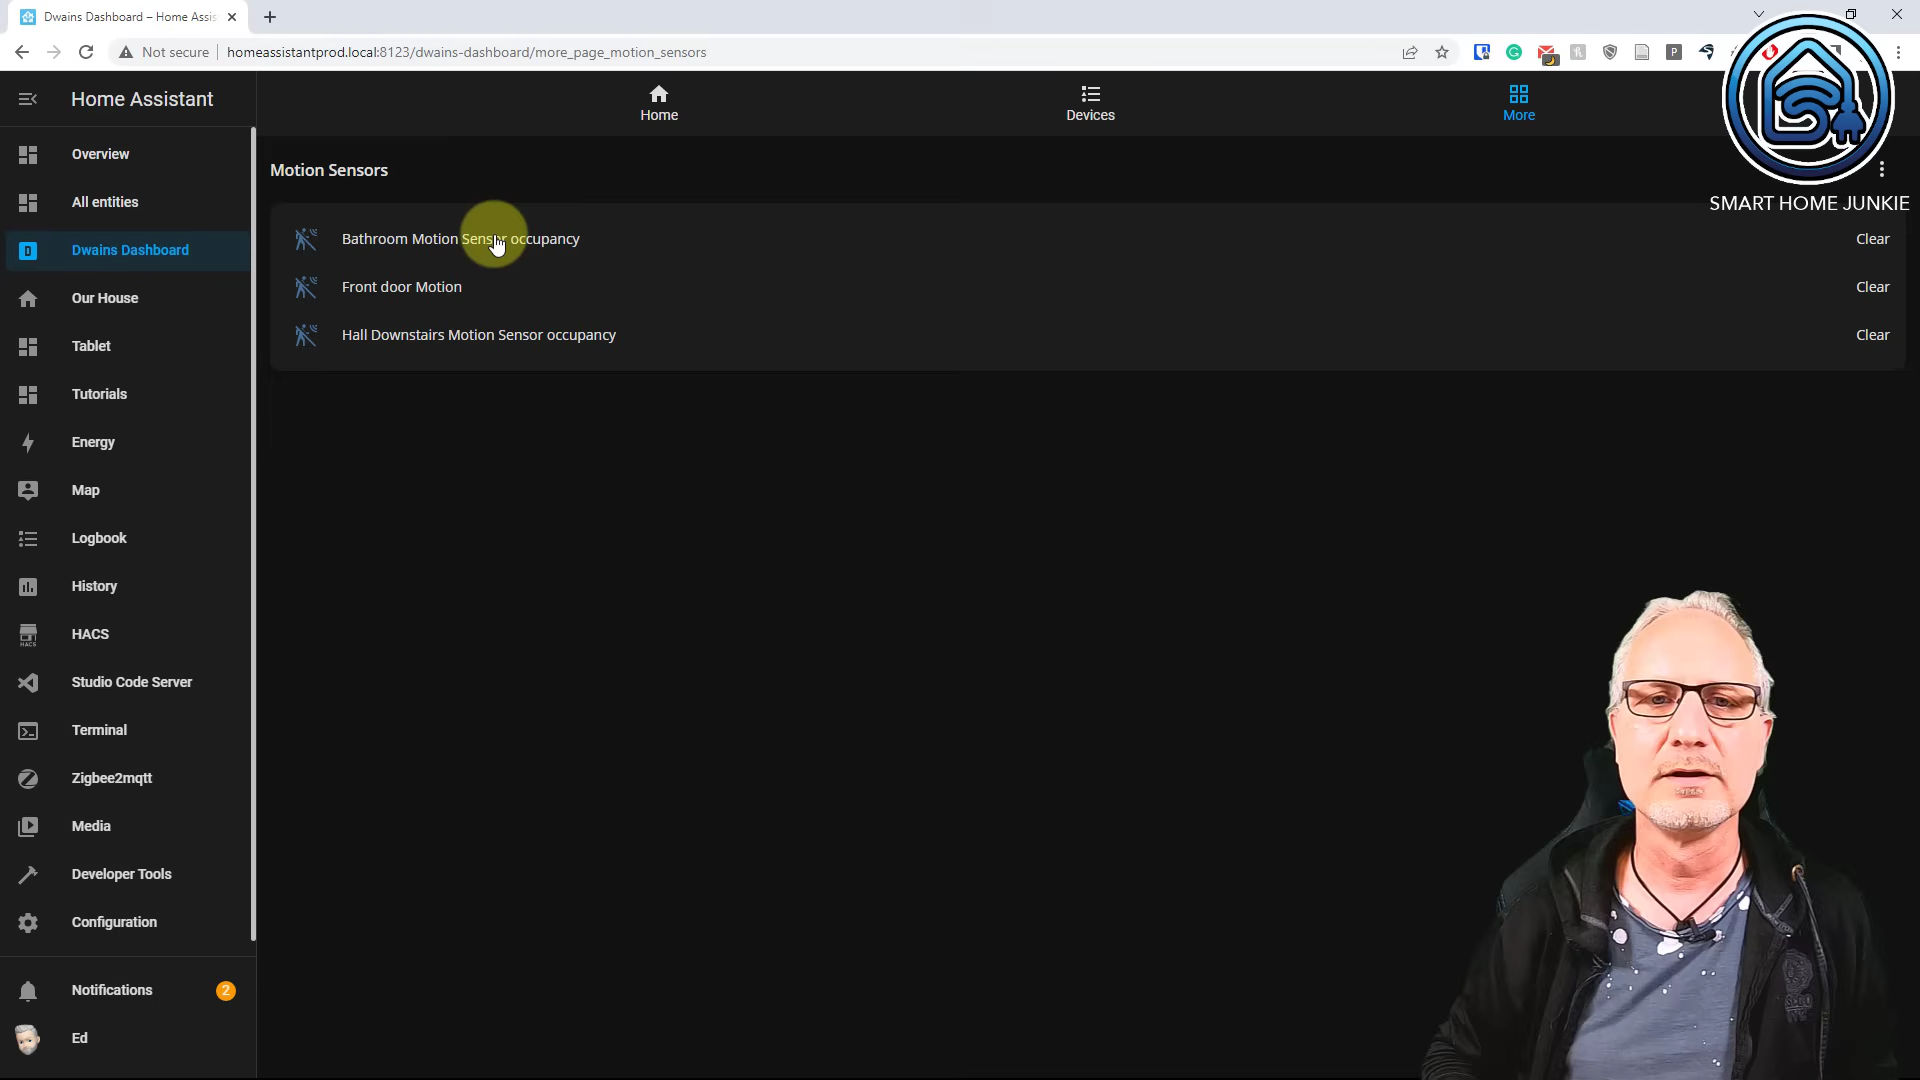 Dwains Dashboard – Home Assis
Not secure
homeassistantprod.local:8123/dwains-dashboard/more_page_motion_sensors
P
Home Assistant
Home
Devices
More
Overview
Motion Sensors
All entities
SMART HOME JUNKIE
Bathroom Motion Sensor occupancy
Clear
D
Dwains Dashboard
Front door Motion
Clear
Our House
Hall Downstairs Motion Sensor occupancy
Clear
Tablet
Tutorials
Energy
Map
Logbook
History
HACS
HACS
Studio Code Server
Terminal
Zigbee2mqtt
Media
Developer Tools
Configuration
Notifications
2
Ed